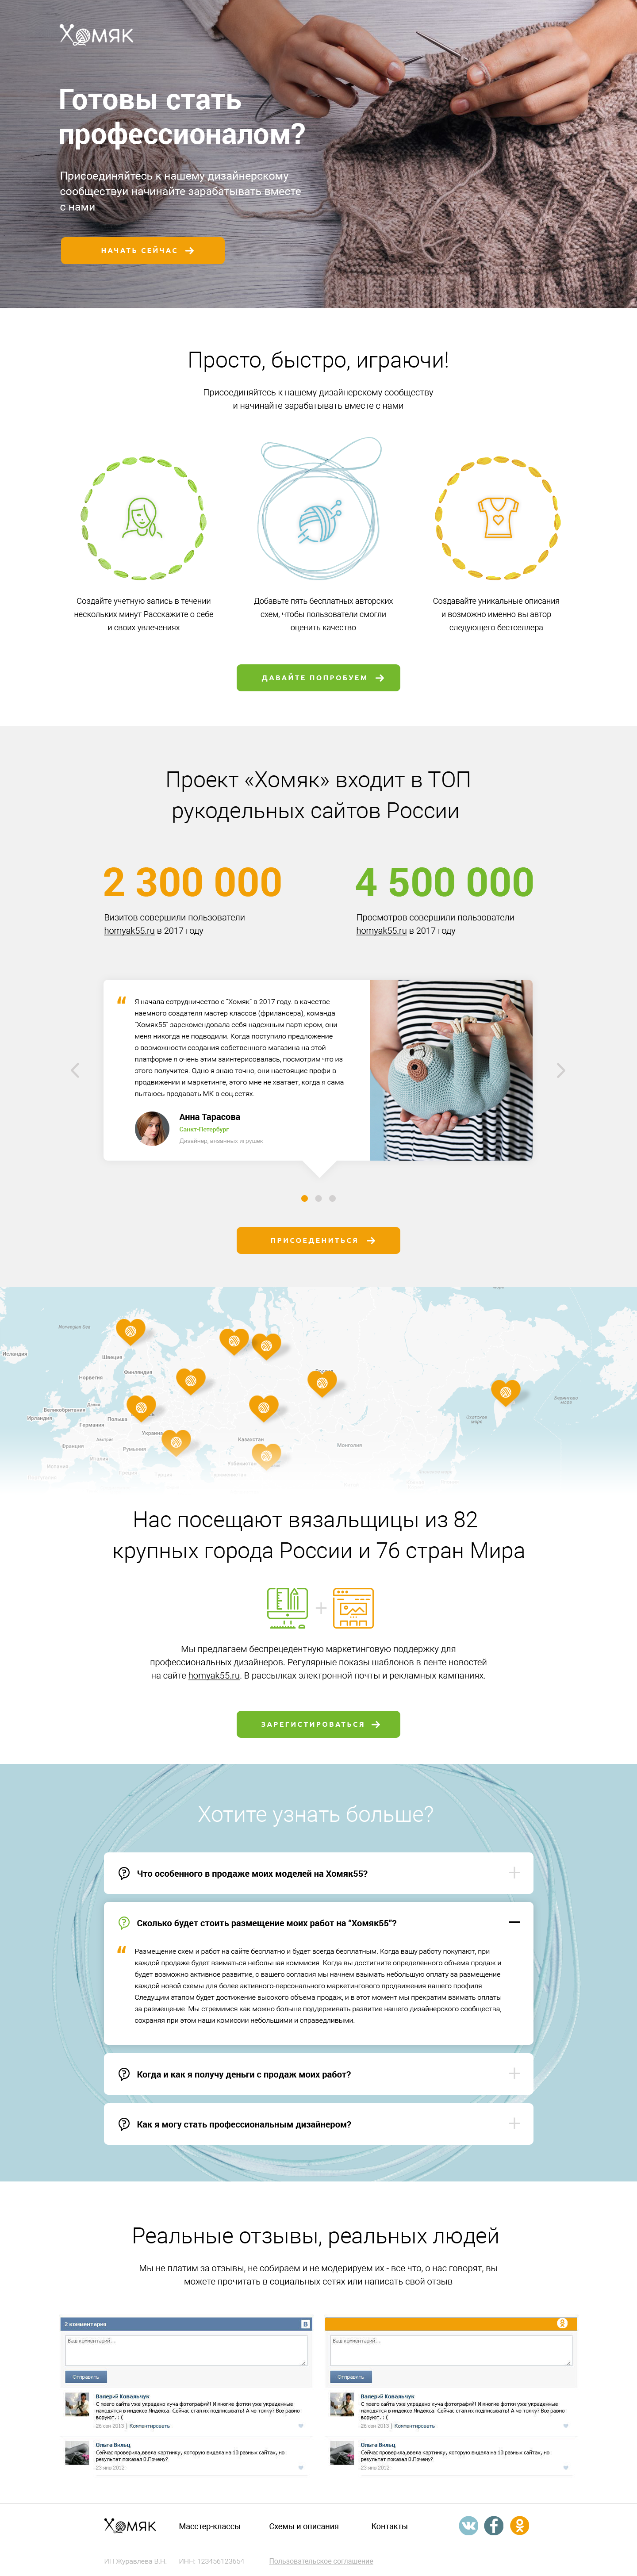 Хомяк
Готовы стать
профессионалом?
Присоединяйтесь к нашему дизайнерскому
сообществуи начинайте зарабатывать вместе
с нами
НАЧАТЬ СЕЙЧАС
Просто, быстро, играючи!
Присоединяйтесь к нашему дизайнерскому сообществу
и начинайте зарабатывать вместе с нами
Создайте учетную запись в течении
нескольких минут Расскажите о себе
и своих увлечениях
Добавьте пять бесплатных авторских
схем, чтобы пользователи смогли
оценить качество
Создавайте уникальные описания
и возможно именно вы автор
следующего бестселлера
ДАВАЙТЕ ПОПРОБУЕМ
Проект «Хомяк» входит в ТОП
рукодельных сайтов России
2 300 000
Визитов совершили пользователи
homyak55.ru в 2017 году
4 500 000
Просмотров совершили пользователи
homyak55.ru в 2017 году
Я начала сотрудничество с "Хомяк" в 2017 году. в качестве
наемного создателя мастер классов (фрилансера), команда
"Хомяк55" зарекомендовала себя надежным партнером, они
меня никогда не подводили. Когда поступило предложение
о возможности создания собственного магазина на этой
платформе я очень этим заинтересовалась, посмотрим что из
этого получится. Одно я знаю точно, они настоящие профи в
продвижении и маркетинге, этого мне не хватает, когда я сама
пытаюсь продавать МК в соц.сетях.
Анна Тарасова
Санкт-Петербург
Дизайнер, вязанных игрушек
ПРИСОЕДЕНИТЬСЯ
Norwegian Sea
Исландия
Швеция
Финляндия
Норвегия
Дания
Великобритания
Ирландия
Польша
Германия
Украина
Австрия
Франция
Румыния
Италия
Испания
Турция
Казахстан
Узбекистан
Туркменистан
Монголия
Охотское
море
Берингово
море
Нас посещают вязальщицы из 82
крупных города России и 76 стран Мира
Мы предлагаем беспрецедентную маркетинговую поддержку для
профессиональных дизайнеров. Регулярные показы шаблонов в ленте новостей
на сайте homyak55.ru. В рассылках электронной почты и рекламных кампаниях.
ЗАРЕГИСТИРОВАТЬСЯ
Хотите узнать больше?
Что особенного в продаже моих моделей на Хомяк55?
Сколько будет стоить размещение моих работ на "Хомяк55"?
Размещение схем и работ на сайте бесплатно и будет всегда бесплатным. Когда вашу работу покупают, при
каждой продаже будет взиматься небольшая коммисия. Когда вы достигните определенного объема продаж и
будет возможно активное развитие, с вашего согласия мы начнем взымать небольшую оплату за размещение
каждой новой схемы для более активного-персонального маркетингового продвижения вашего профиля.
Следущим этапом будет достижение высокого объема продаж, и в этот момент мы прекратим взимать оплаты
за размещение. Мы стремимся как можно больше поддерживать развитие нашего дизайнерского сообщества,
сохраняя при этом наши комиссии небольшими и справедливыми.
Когда и как я получу деньги с продаж моих работ?
Как я могу стать профессиональным дизайнером?
Реальные отзывы, реальных людей
Мы не платим за отзывы, не собираем и не модерируем их - все что, о нас говорят, вы
можете прочитать в социальных сетях или написать свой отзыв
2 комментария
Ваш комментарий...
Отправить
Валерий Ковальчук
С моего сайта уже украдено куча фотографий! И многие фотки уже украденные
находятся в индексе Яндекса. Сейчас стал их подписывать! А че толку? Все равно
воруют. : (
26 сен 2013 | Комментировать
Ольга Вильц
Сейчас проверила,ввела картинку, которую видела на 10 разных сайтах, но
результат показал 0.Почему?
23 янв 2012
Ваш комментарий...
Отправить
Валерий Ковальчук
С моего сайта уже украдено куча фотографий! И многие фотки уже украденные
находятся в индексе Яндекса. Сейчас стал их подписывать! А че толку? Все равно
воруют. : (
26 сен 2013 | Комментировать
Ольга Вильц
Сейчас проверила,ввела картинку, которую видела на 10 разных сайтах, но
результат показал 0.Почему?
23 янв 2012
Хомяк
Масстер-классы
Схемы и описания
Контакты
ИП Журавлева В.Н.
ИНН: 123456123654
Пользовательское соглашение